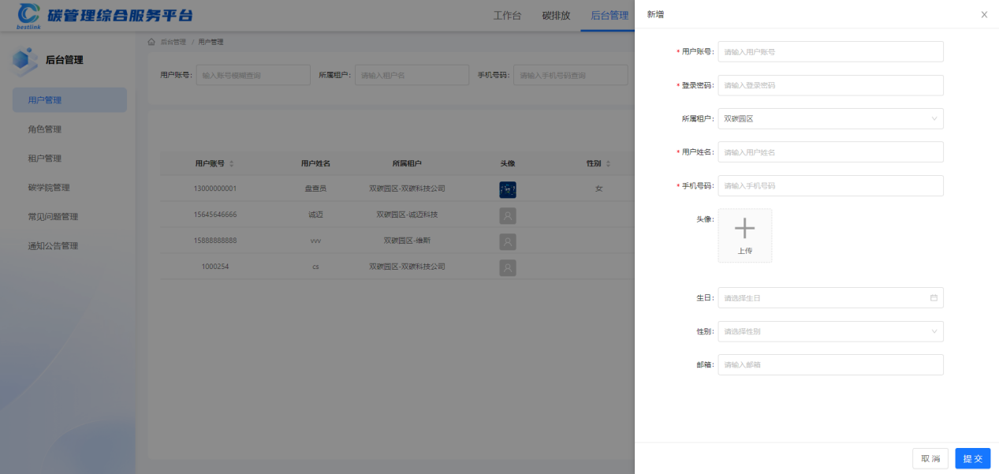 bestlink
碳管理综合服务平台
工作台 碳排放 后台管理
后台管理
用户管理
角色管理
租户管理
碳学院管理
常见问题管理
通知公告管理
后台管理 / 用户管理
用户账号: 输入账号模糊查询 所属租户: 请输入租户名 手机号码: 请输入手机号码查询
用户账号 用户姓名 所属租户 头像 性别
13000000001 盘查员 双碳园区-双碳科技公司 女
15645646666 诚迈 双碳园区-诚迈科技
15888888888 vvv 双碳园区-维斯
1000254 cs 双碳园区-双碳科技公司
新增
* 用户账号: 请输入用户账号
* 登录密码: 请输入登录密码
所属租户: 双碳园区
* 用户姓名: 请输入用户姓名
* 手机号码: 请输入手机号码
头像:
上传
生日: 请选择生日
性别: 请选择性别
邮箱: 请输入邮箱
取消 提交